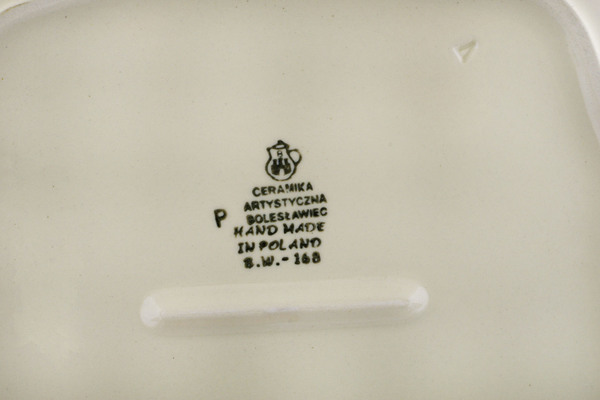 CERAMIKA
ARTYSTYCZNA
P BOLESŁAWIEC
HAND MADE
IN POLAND
B.W.-168